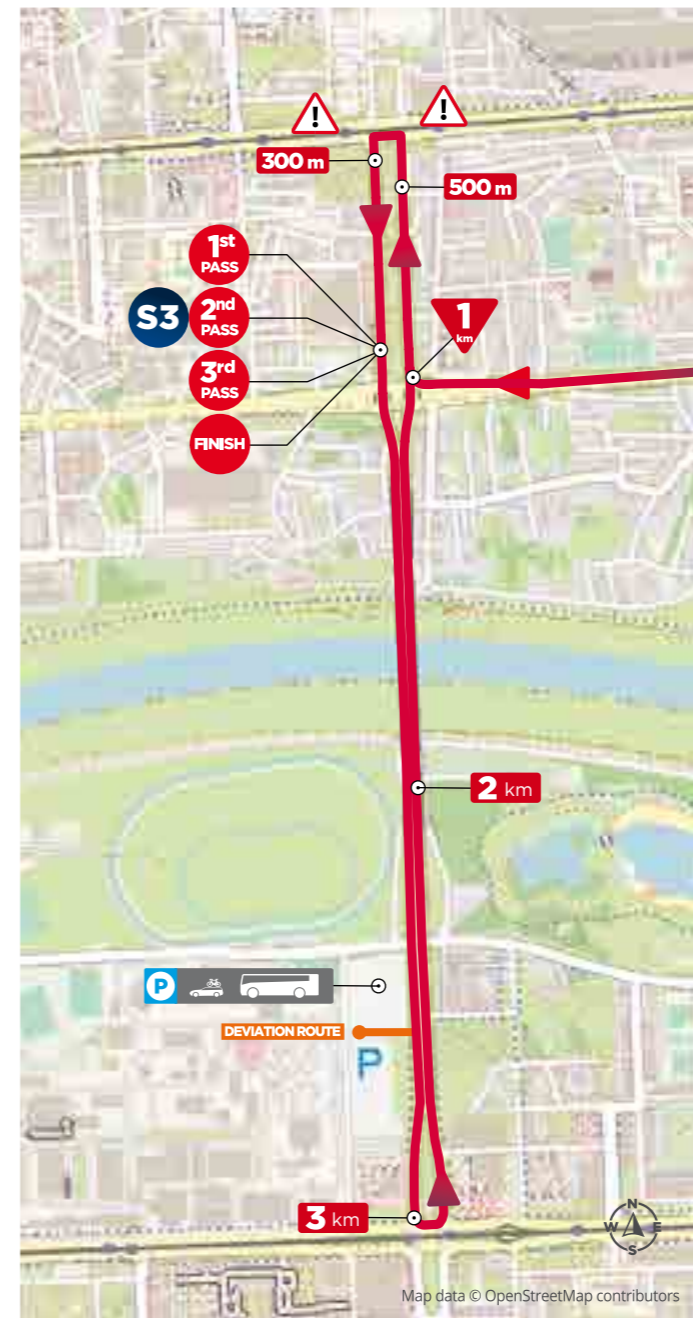 !
!
300 m
500 m
1st
PASS
S3
2nd
PASS
1
km
3rd
PASS
FINISH
2 km
P
DEVIATION ROUTE
P
3 km
N
W
E
S
Map data © OpenStreetMap contributors